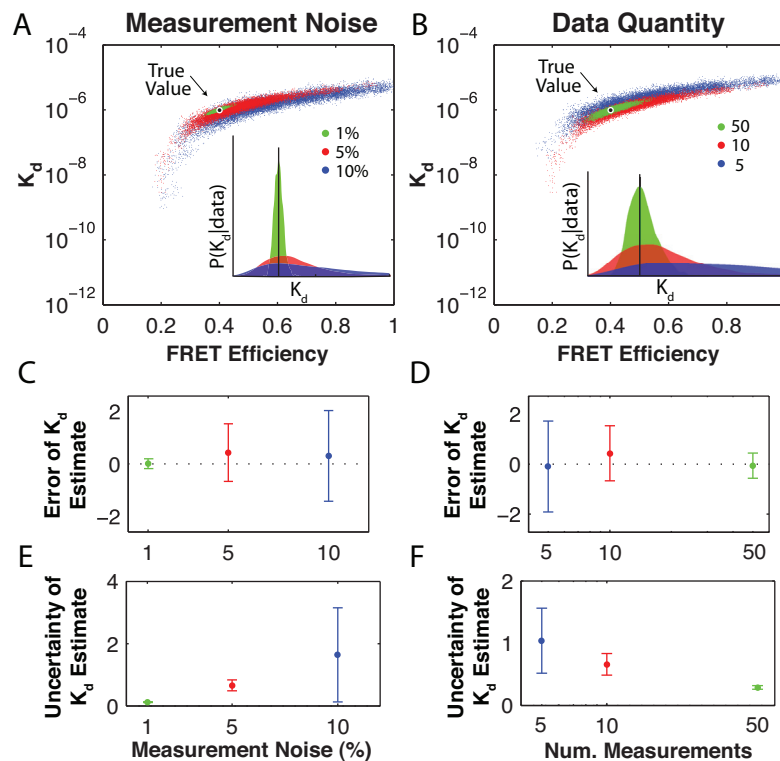 A Measurement Noise
B Data Quantity
K_d
10^−4
10^−6
10^−8
10^−10
10^−12
True
Value
1%
5%
10%
P(K_d|data)
K_d
0 0.2 0.4 0.6 0.8 1
FRET Efficiency
K_d
10^−4
10^−6
10^−8
10^−10
10^−12
True
Value
50
10
5
P(K_d|data)
K_d
0 0.2 0.4 0.6 0.8
FRET Efficiency
C
Error of K_d
Estimate
2
0
−2
1 5 10
D
Error of K_d
Estimate
2
0
−2
5 10 50
E
Uncertainty of
K_d Estimate
4
2
0
1 5 10
Measurement Noise (%)
F
Uncertainty of
K_d Estimate
2
1
0
5 10 50
Num. Measurements